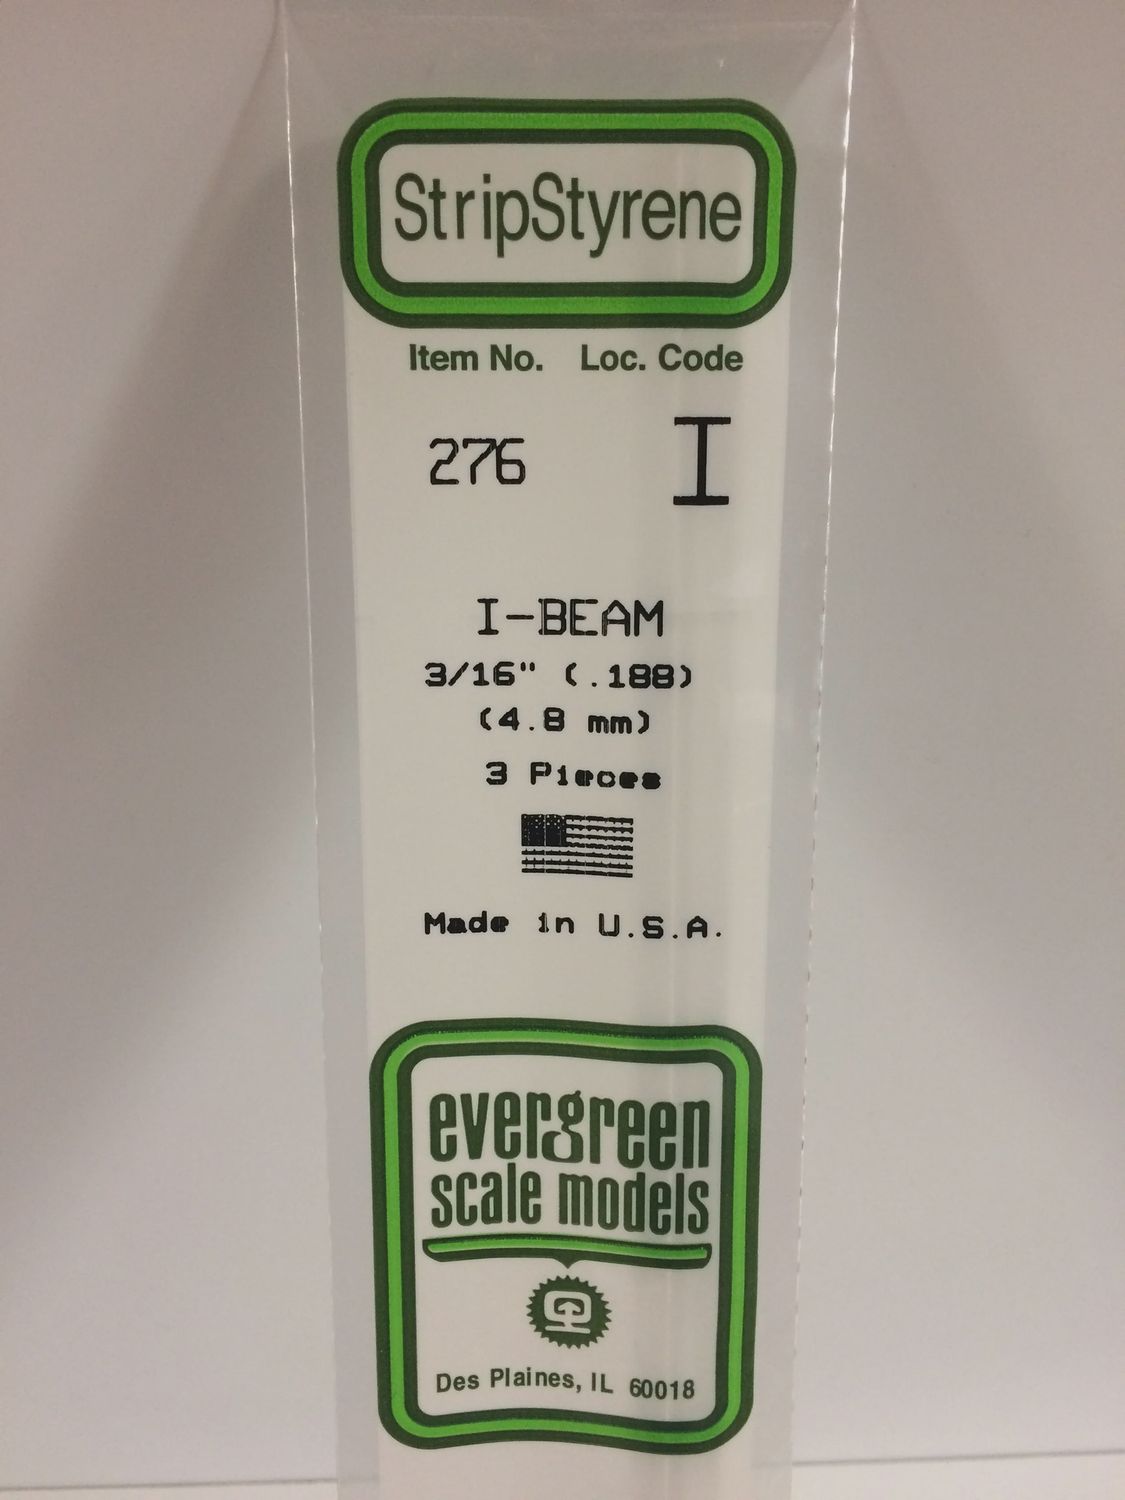 StripStyrene
Item No. Loc. Code
276 I
I-BEAM
3/16" (.188)
(4.8 mm)
3 Pieces
Made in U.S.A.
evergreen
scale models
Des Plaines, IL 60018